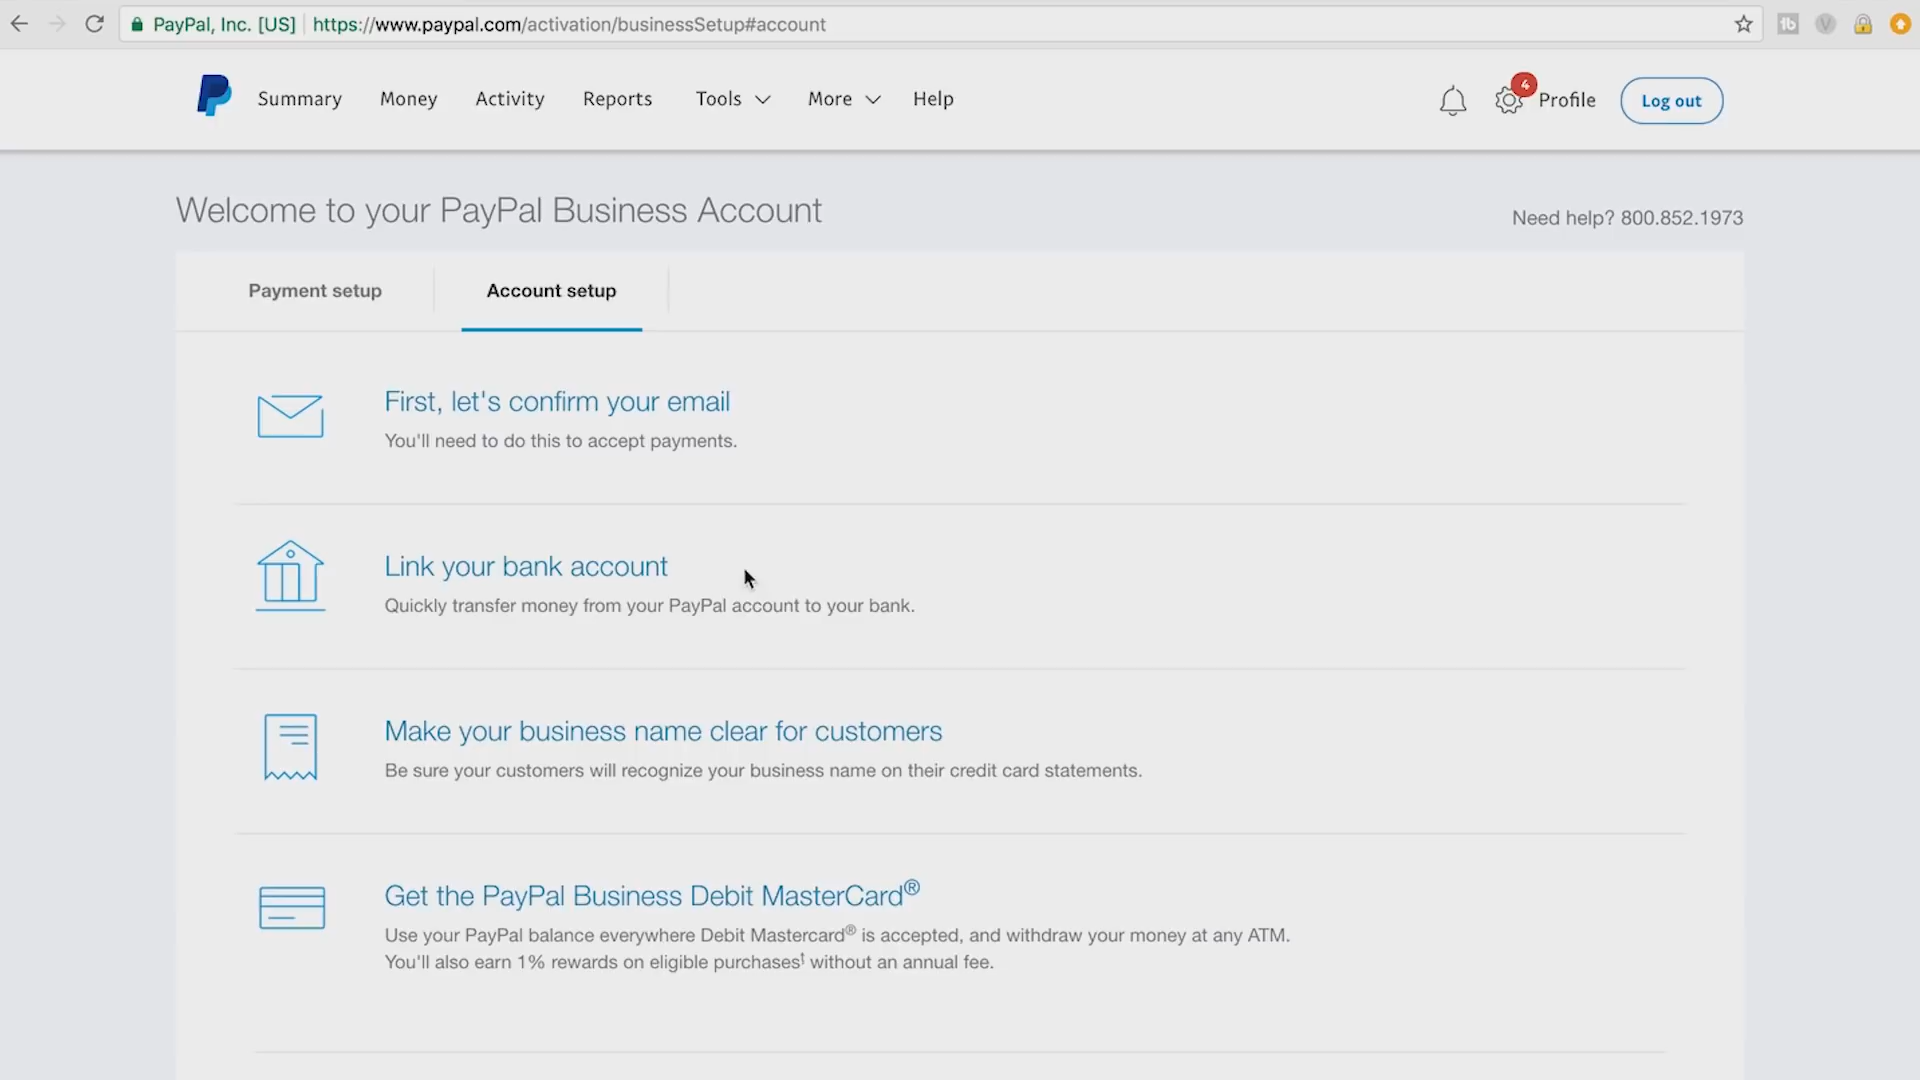 PayPal, Inc. [US] https://www.paypal.com/activation/businessSetup#account
Summary Money Activity Reports Tools More Help 4 Profile Log out
Welcome to your PayPal Business Account
Need help? 800.852.1973
Payment setup Account setup
First, let's confirm your email
You'll need to do this to accept payments.
Link your bank account
Quickly transfer money from your PayPal account to your bank.
Make your business name clear for customers
Be sure your customers will recognize your business name on their credit card statements.
Get the PayPal Business Debit MasterCard®
Use your PayPal balance everywhere Debit Mastercard® is accepted, and withdraw your money at any ATM.
You'll also earn 1% rewards on eligible purchases¹ without an annual fee.